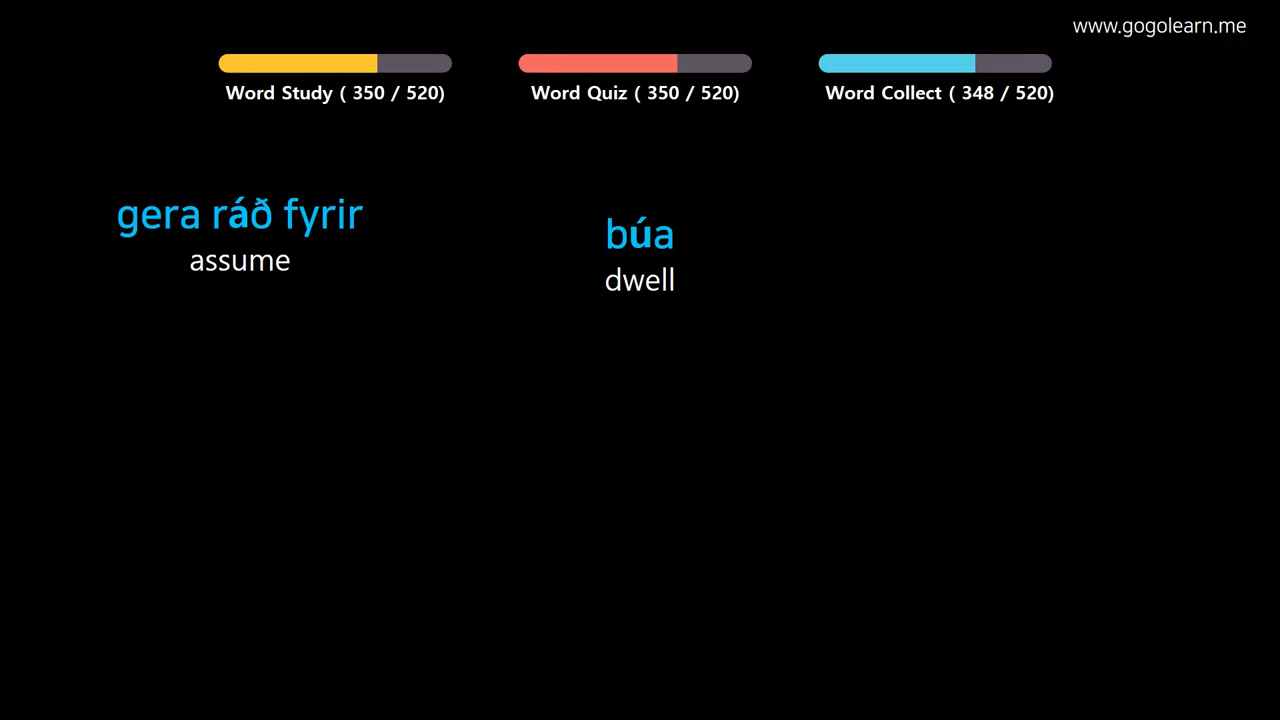 www.gogolearn.me
Word Study ( 350 / 520)
Word Quiz ( 350 / 520)
Word Collect ( 348 / 520)
gera ráð fyrir
assume
búa
dwell